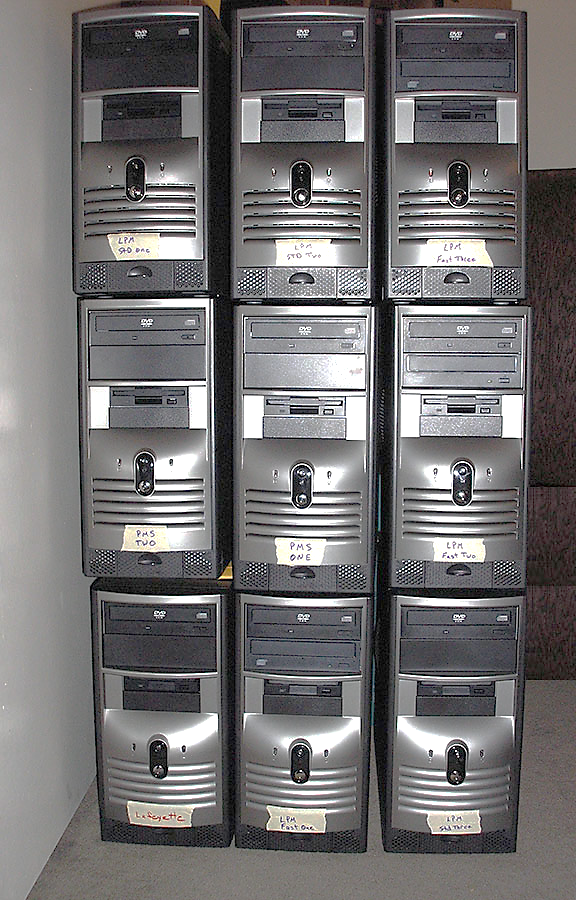 DVD
DVD
DVD
LPM
StD One
LPM
STD Two
LPM
Fast Three
DVD
DVD
DVD
PMS
TWO
PMS
ONE
LPM
Fast Two
DVD
DVD
DVD
Lafayette
LPM
Fast One
LPM
Std Three